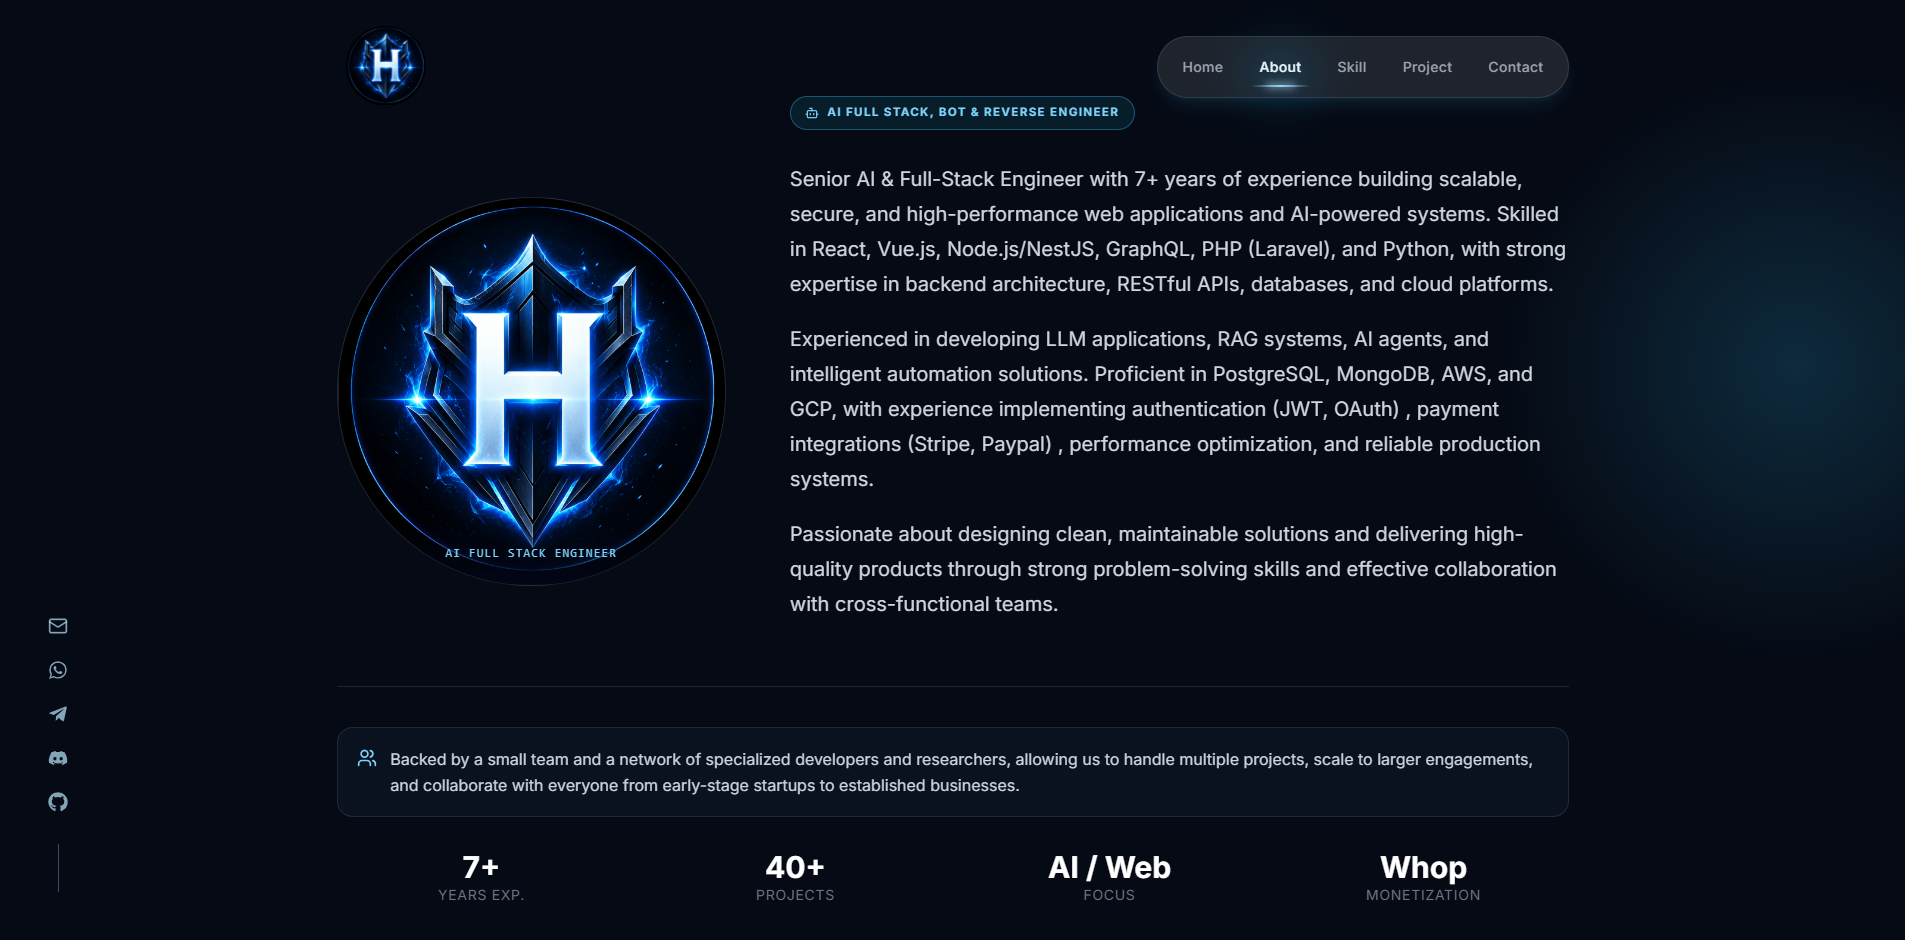 H
Home
About
Skill
Project
Contact
AI FULL STACK, BOT & REVERSE ENGINEER
Senior AI & Full-Stack Engineer with 7+ years of experience building scalable,
secure, and high-performance web applications and AI-powered systems. Skilled
in React, Vue.js, Node.js/NestJS, GraphQL, PHP (Laravel), and Python, with strong
expertise in backend architecture, RESTful APIs, databases, and cloud platforms.
Experienced in developing LLM applications, RAG systems, AI agents, and
intelligent automation solutions. Proficient in PostgreSQL, MongoDB, AWS, and
GCP, with experience implementing authentication (JWT, OAuth) , payment
integrations (Stripe, Paypal) , performance optimization, and reliable production
systems.
Passionate about designing clean, maintainable solutions and delivering high-
quality products through strong problem-solving skills and effective collaboration
with cross-functional teams.
H
AI FULL STACK ENGINEER
Backed by a small team and a network of specialized developers and researchers, allowing us to handle multiple projects, scale to larger engagements,
and collaborate with everyone from early-stage startups to established businesses.
7+
YEARS EXP.
40+
PROJECTS
AI / Web
FOCUS
Whop
MONETIZATION